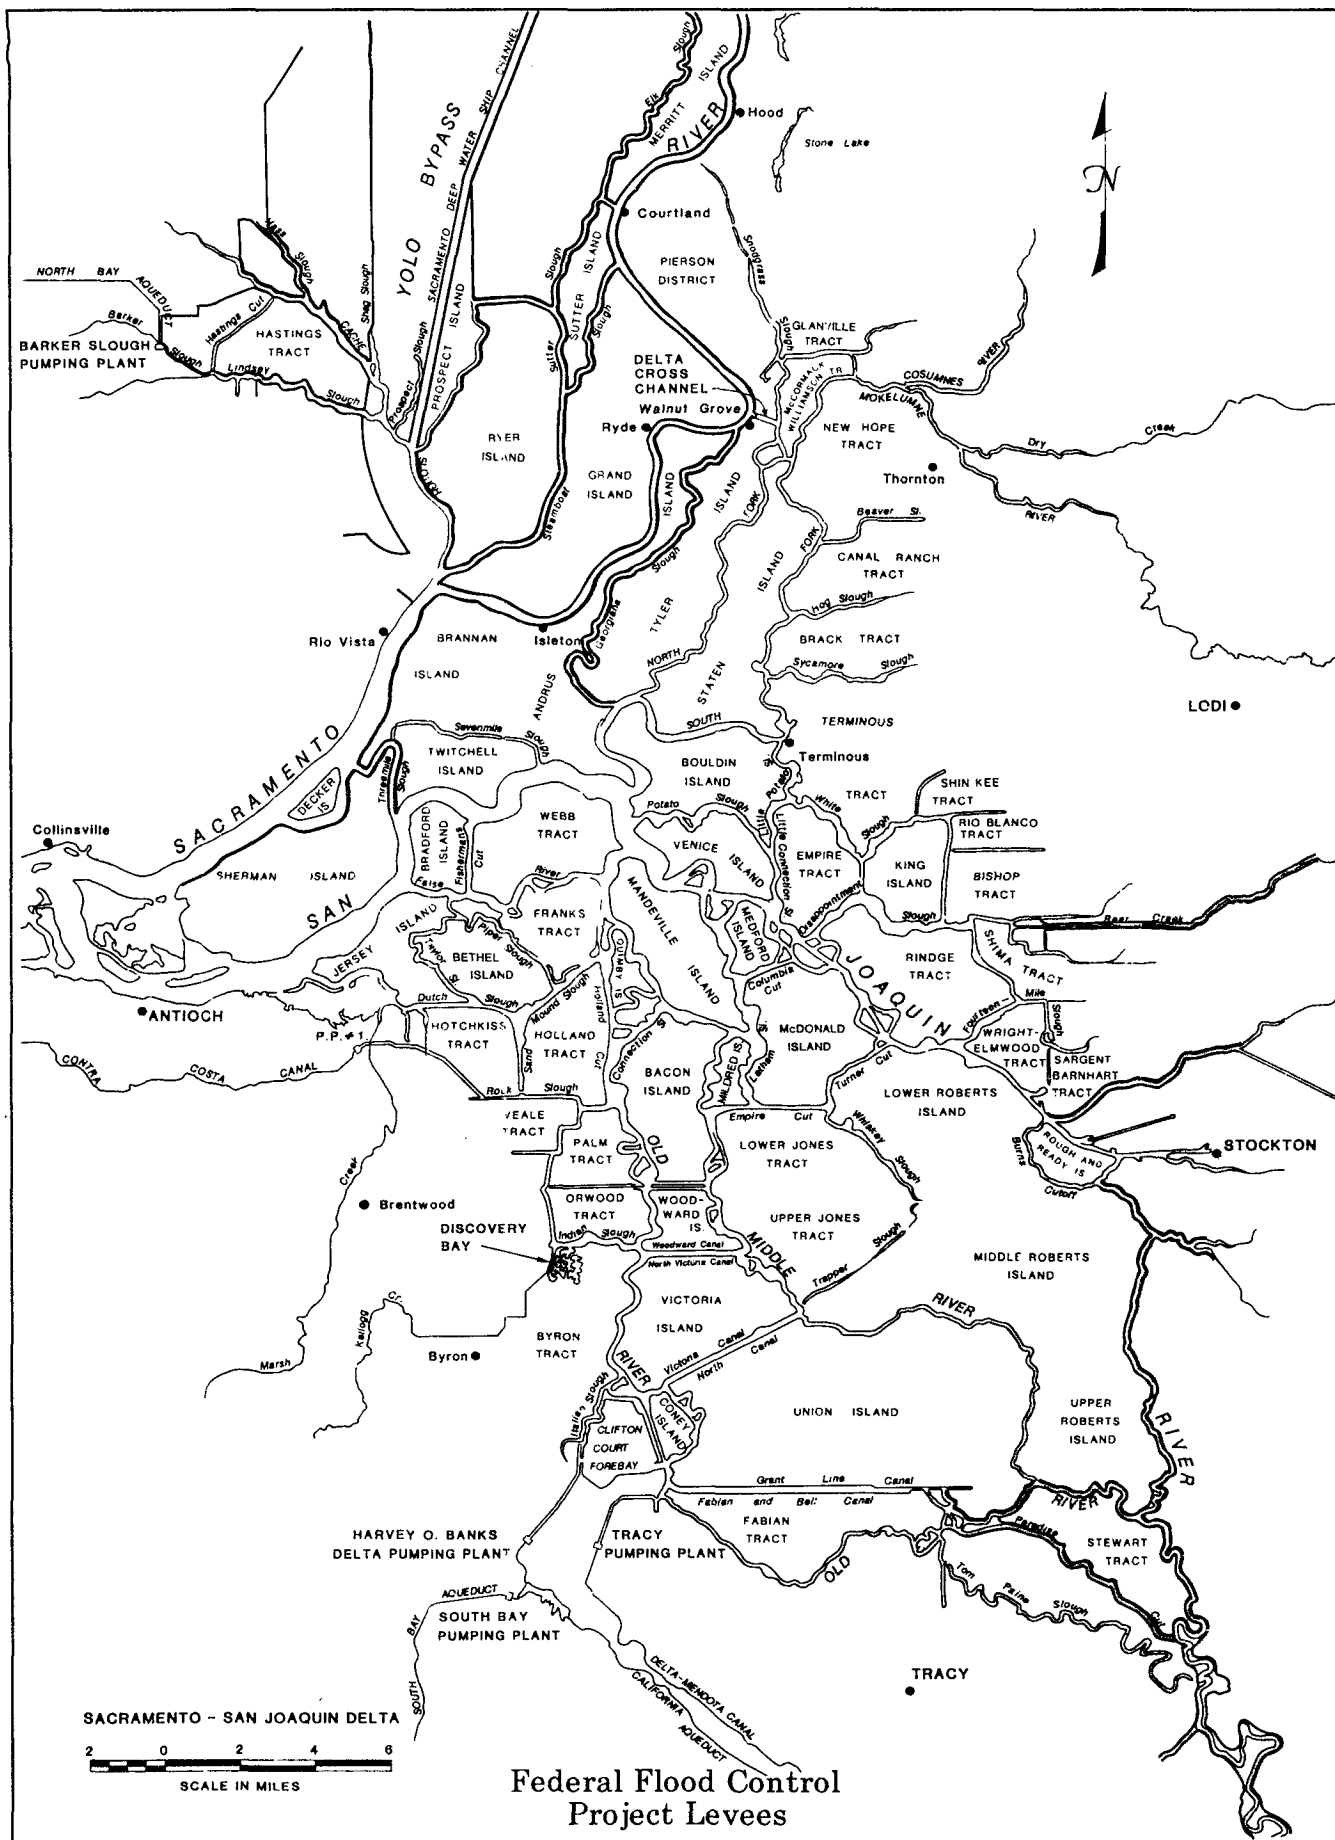 YOLO BYPASS
SACRAMENTO DEEP WATER SHIP CHANNEL
Elk
Slough
MERRITT
ISLAND
RIVER
Hood
Stone Lake
N
Courtland
PIERSON
DISTRICT
Snodgrass
Slough
Hass
Slough
CACHE
Shag Slough
NORTH BAY
AQUEDUCT
Barker
Slough
BARKER SLOUGH
PUMPING PLANT
Hastings Cut
HASTINGS
TRACT
Lindsey
Slough
Prospect
Slough
PROSPECT
ISLAND
SUTTER
ISLAND
Slough
Sutter
Slough
GLANVILLE
TRACT
DELTA
CROSS
CHANNEL
McCORMACK
WILLIAMSON TR
COSUMNES
RIVER
MOKELUMNE
Walnut Grove
Ryde
RYER
ISLAND
GRAND
ISLAND
NEW HOPE
TRACT
Dry
Creek
Thornton
RIVER
Steamboat
ISLAND
ISLAND
FORK
Beaver Sl.
CANAL RANCH
TRACT
ISLAND
FORK
Slough
Hog Slough
TYLER
BRACK TRACT
Sycamore
Slough
Rio Vista
BRANNAN
ISLAND
Isleton
Georgiana
NORTH
STATEN
ANDRUS
LODI
SOUTH
TERMINOUS
Terminous
SACRAMENTO
Sevenmile
Slough
TWITCHELL
ISLAND
BOULDIN
ISLAND
Threemile
Slough
DECKER
IS
Potato
Slough
Little
Potato
Sl.
White
Slough
TRACT
SHIN KEE
TRACT
RIO BLANCO
TRACT
Collinsville
SHERMAN ISLAND
BRADFORD
ISLAND
Fishermans
Cut
WEBB
TRACT
VENICE
ISLAND
Little Connection Sl.
EMPIRE
TRACT
KING
ISLAND
BISHOP
TRACT
False
River
SAN
MANDEVILLE
ISLAND
MEDFORD
ISLAND
Disappointment
Slough
Bear Creek
JERSEY
ISLAND
FRANKS
TRACT
Piper Slough
Taylor
Sl.
BETHEL
ISLAND
QUIMBY IS
Columbia
Cut
JOAQUIN
RINDGE
TRACT
SHIMA TRACT
ANTIOCH
Dutch
Slough
Mound Slough
Holland
Cut
P.P. # 1
HOTCHKISS
TRACT
Sand
HOLLAND
TRACT
Connection Sl.
McDONALD
ISLAND
Fourteen
Mile
Slough
WRIGHT-
ELMWOOD
TRACT
SARGENT
BARNHART
TRACT
CONTRA COSTA CANAL
Rock
Slough
BACON
ISLAND
MILDRED IS.
Latham
Sl.
Turner
Cut
LOWER ROBERTS
ISLAND
Empire Cut
Whiskey
Slough
VEALE
TRACT
PALM
TRACT
OLD
LOWER JONES
TRACT
Burns
Cutoff
ROUGH AND
READY IS
STOCKTON
Brentwood
ORWOOD
TRACT
WOOD-
WARD
IS.
UPPER JONES
TRACT
DISCOVERY
BAY
Indian Slough
Woodward Canal
North Victoria Canal
MIDDLE
Trapper
Slough
MIDDLE ROBERTS
ISLAND
RIVER
Creek
Kellogg
Cr.
VICTORIA
ISLAND
Marsh
Byron
BYRON
TRACT
RIVER
Victoria Canal
North Canal
Italian Slough
CONEY
ISLAND
CLIFTON
COURT
FOREBAY
UNION ISLAND
UPPER
ROBERTS
ISLAND
RIVER
Grant Line Canal
Fabian and Bell Canal
FABIAN
TRACT
RIVER
Paradise
Cut
STEWART
TRACT
HARVEY O. BANKS
DELTA PUMPING PLANT
TRACY
PUMPING PLANT
OLD
Tom Paine Slough
SOUTH BAY AQUEDUCT
SOUTH BAY
PUMPING PLANT
DELTA-MENDOTA CANAL
CALIFORNIA AQUEDUCT
TRACY
SACRAMENTO - SAN JOAQUIN DELTA
2 0 2 4 6
SCALE IN MILES
Federal Flood Control
Project Levees